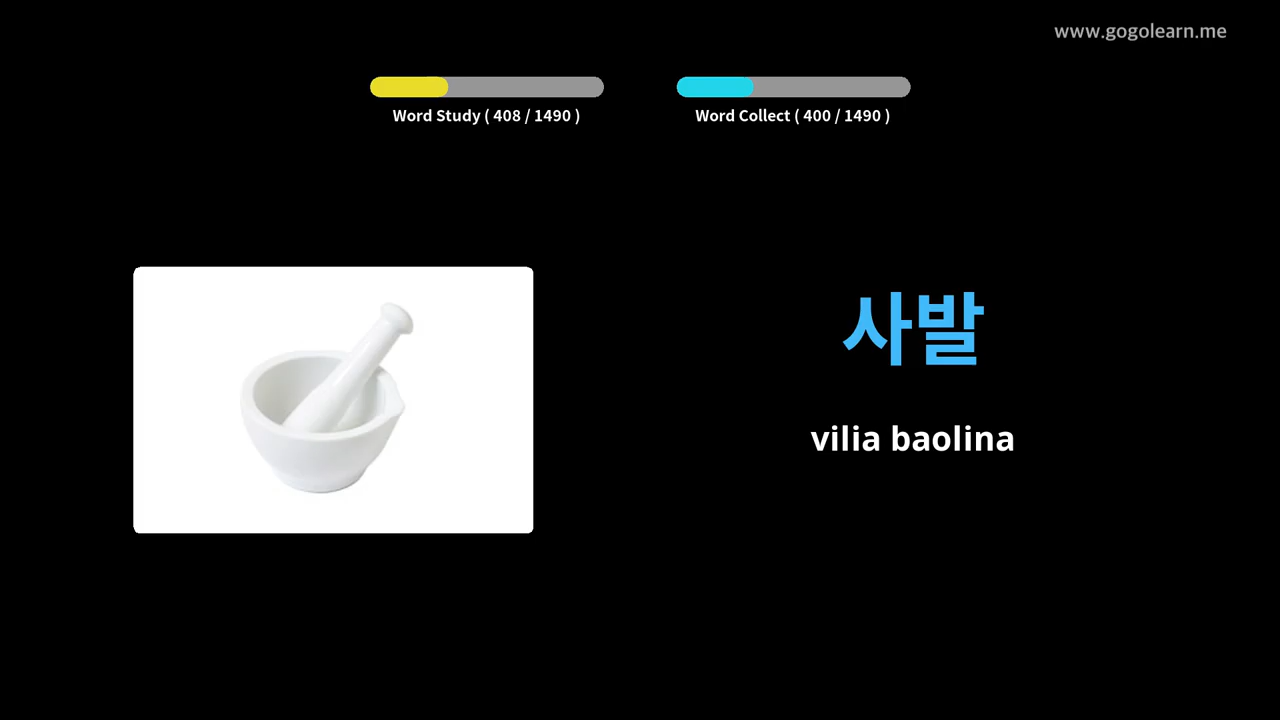 www.gogolearn.me
Word Study ( 408 / 1490 )
Word Collect ( 400 / 1490 )
사발
vilia baolina